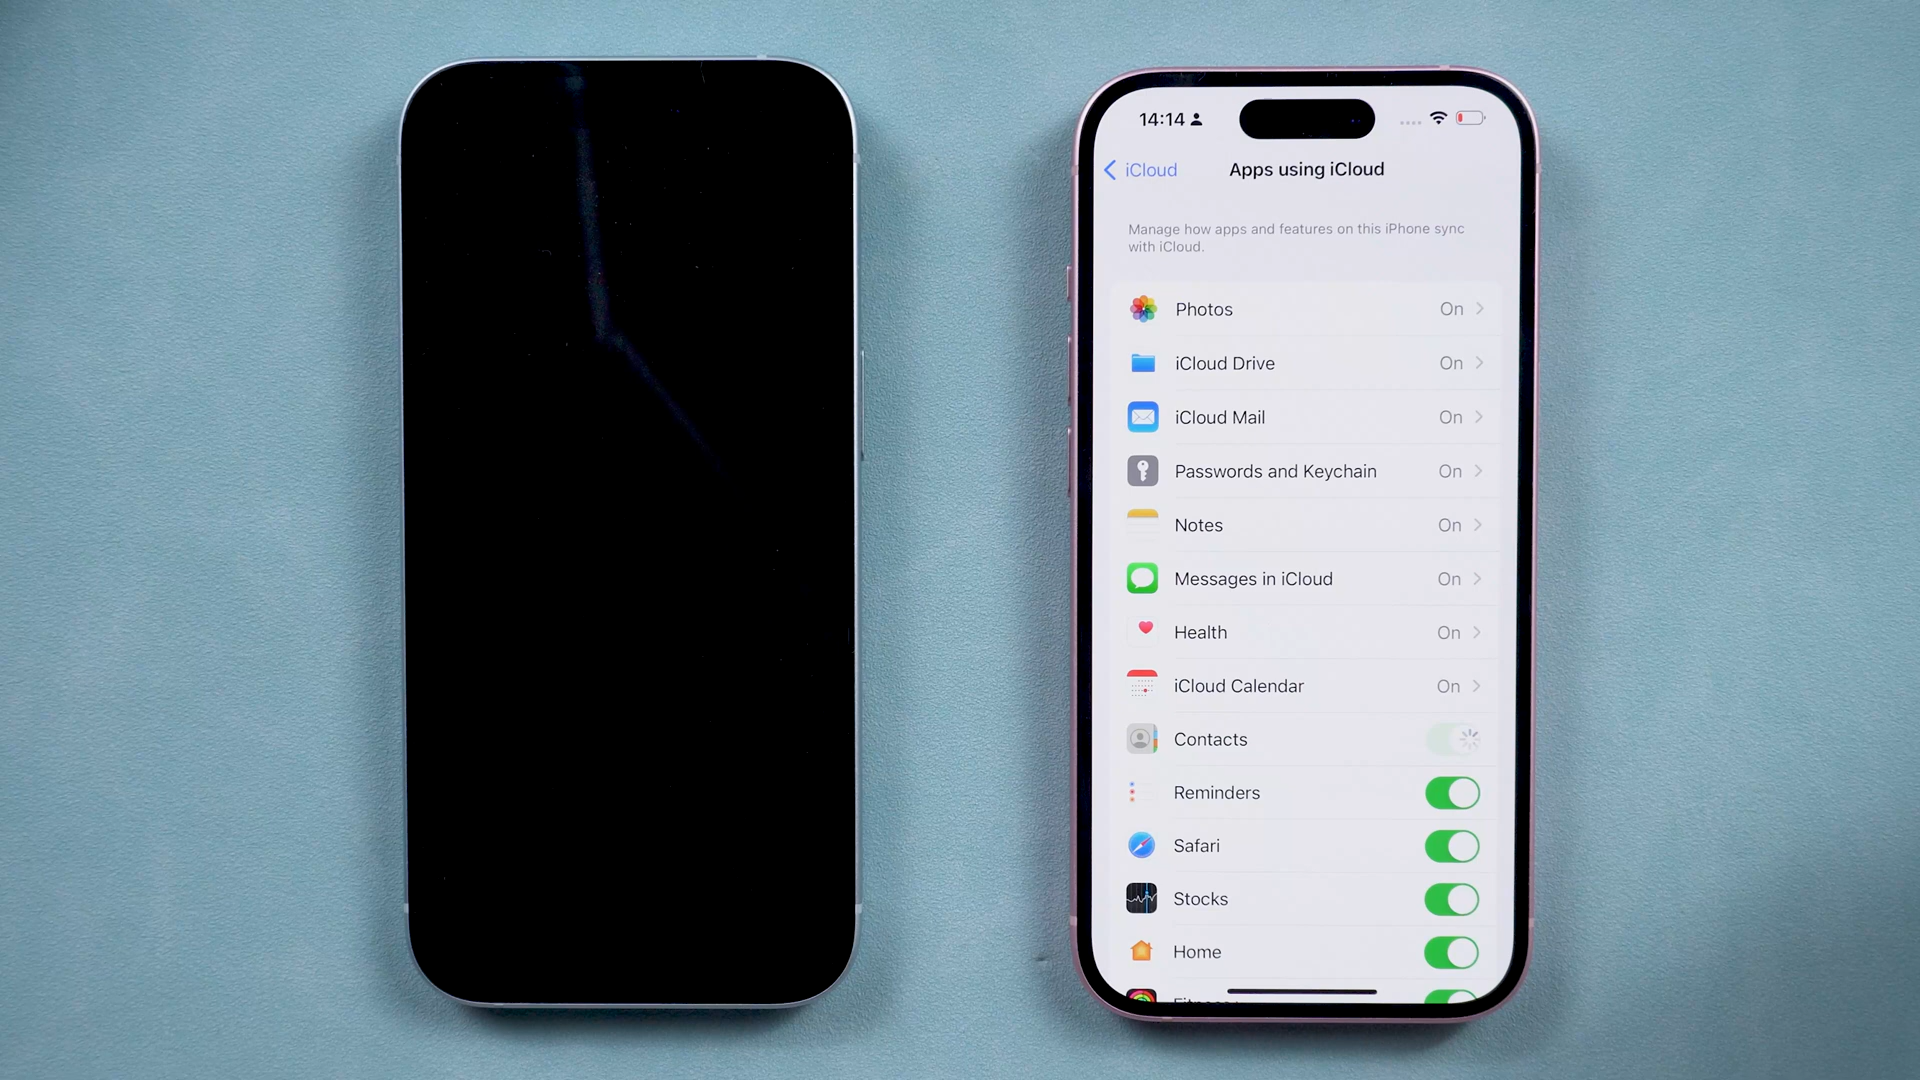 14:14
iCloud
Apps using iCloud
Manage how apps and features on this iPhone sync
with iCloud.
Photos On
iCloud Drive On
iCloud Mail On
Passwords and Keychain On
Notes On
Messages in iCloud On
Health On
iCloud Calendar On
Contacts
Reminders
Safari
Stocks
Home